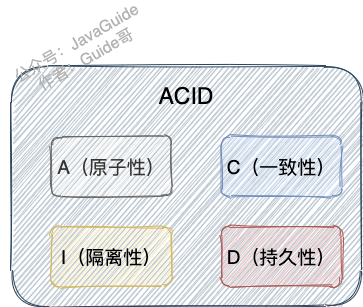 公众号：JavaGuide
作者：Guide哥
ACID
A（原子性）
C（一致性）
I（隔离性）
D（持久性）